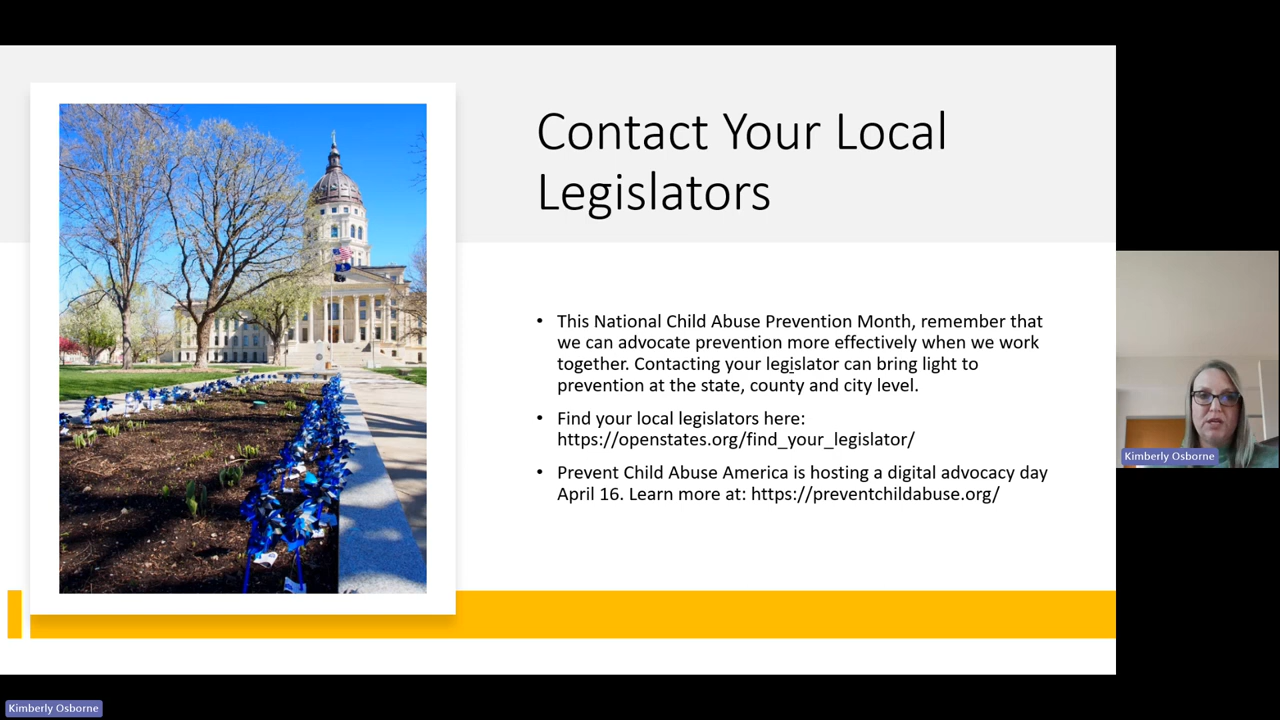 Contact Your Local
Legislators
• This National Child Abuse Prevention Month, remember that
we can advocate prevention more effectively when we work
together. Contacting your legislator can bring light to
prevention at the state, county and city level.
• Find your local legislators here:
https://openstates.org/find_your_legislator/
• Prevent Child Abuse America is hosting a digital advocacy day
April 16. Learn more at: https://preventchildabuse.org/
Kimberly Osborne
Kimberly Osborne